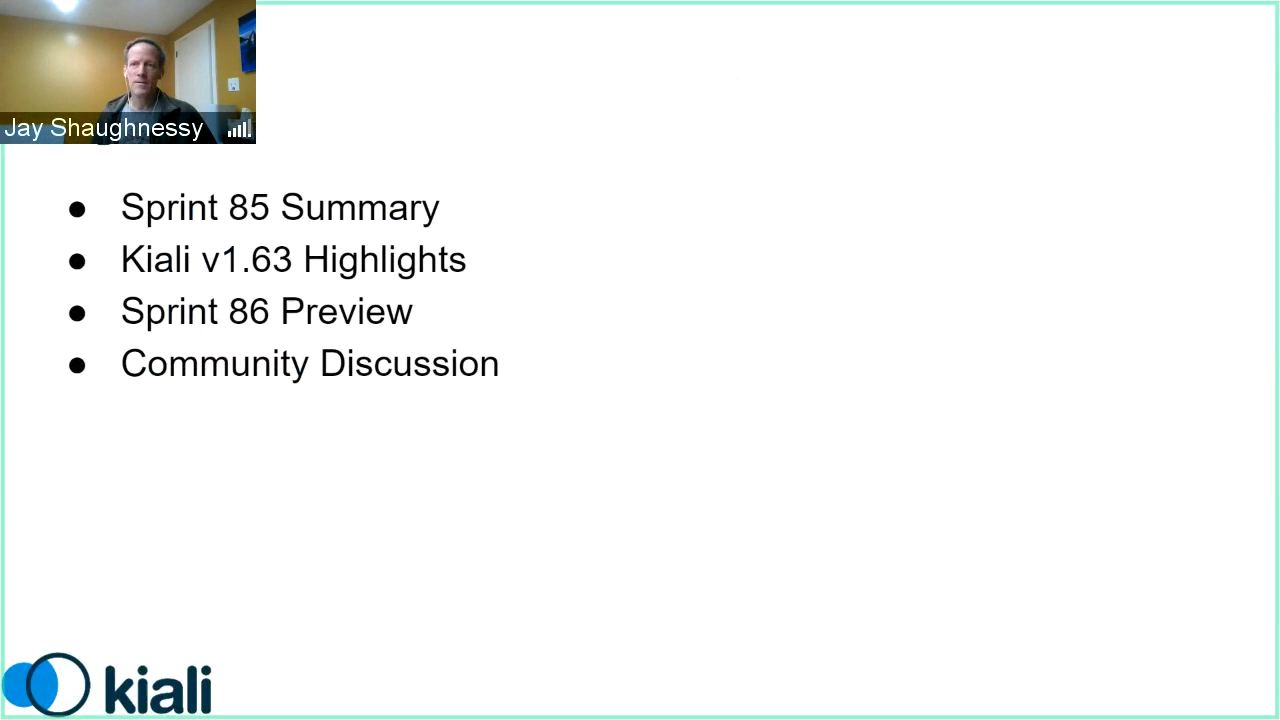 Jay Shaughnessy
● Sprint 85 Summary
● Kiali v1.63 Highlights
● Sprint 86 Preview
● Community Discussion
kiali